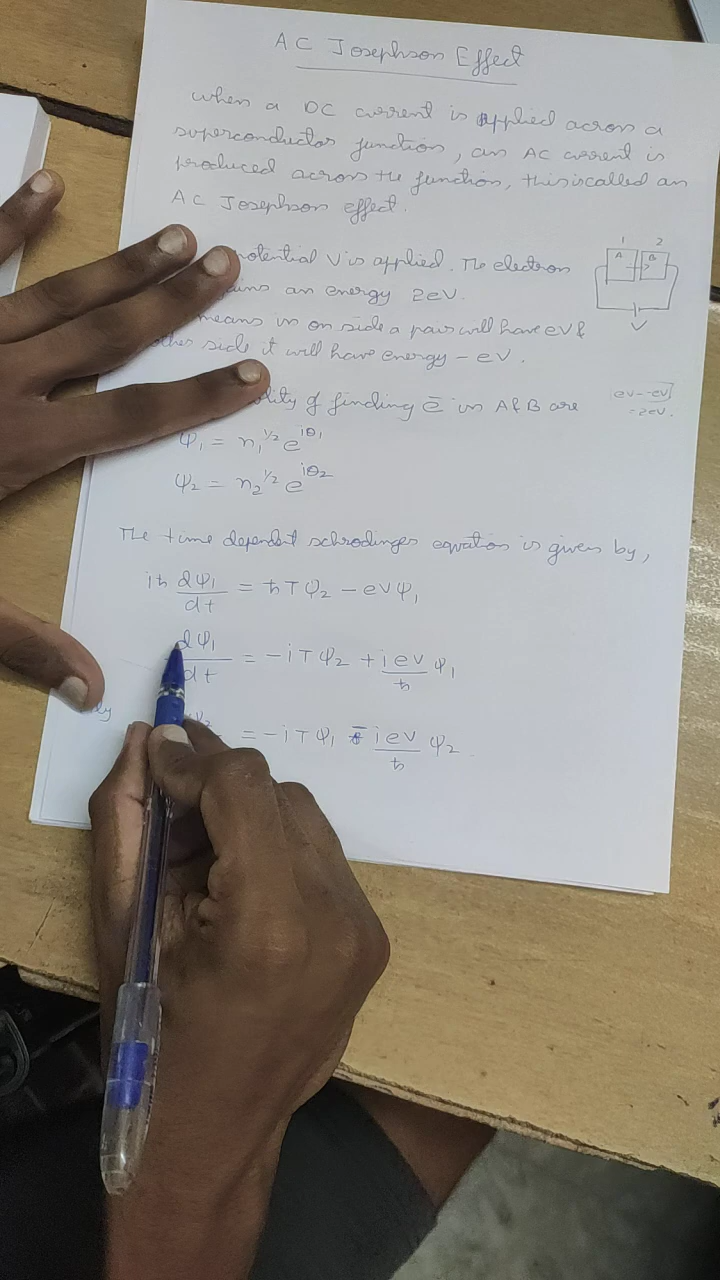 AC Josephson Effect
when a DC current is applied across a
superconductor junction, an AC current is
produced across the junction, this is called an
AC Josephson effect.
1 2
A B
potential V is applied. The electron
an energy 2eV.
means in on side a pair will have eV &
other side it will have energy - eV.
V
of finding e̅ in A&B are
eV--eV
=2eV.
ψ₁ = n₁^½ e^iθ₁
ψ₂ = n₂^½ e^iθ₂
The time dependent schrodinger equation is given by,
iħ dψ₁/dt = ħTψ₂ - eVψ₁
dψ₁/dt = -iTψ₂ + ieV/ħ ψ₁
= -iTψ₁ - ieV/ħ ψ₂